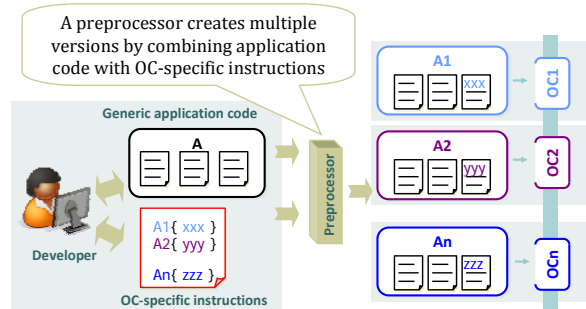 A preprocessor creates multiple
versions by combining application
code with OC-specific instructions
Generic application code
A
Developer
A1{ xxx }
A2{ yyy }
An{ zzz }
OC-specific instructions
Preprocessor
A1
xxx
OC1
A2
yyy
OC2
An
zzz
OCn